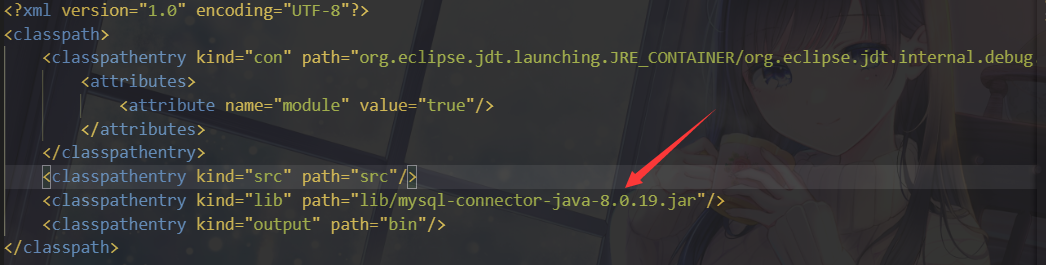 <?xml version="1.0" encoding="UTF-8"?>
<classpath>
    <classpathentry kind="con" path="org.eclipse.jdt.launching.JRE_CONTAINER/org.eclipse.jdt.internal.debug
        <attributes>
            <attribute name="module" value="true"/>
        </attributes>
    </classpathentry>
    <classpathentry kind="src" path="src"/>
    <classpathentry kind="lib" path="lib/mysql-connector-java-8.0.19.jar"/>
    <classpathentry kind="output" path="bin"/>
</classpath>